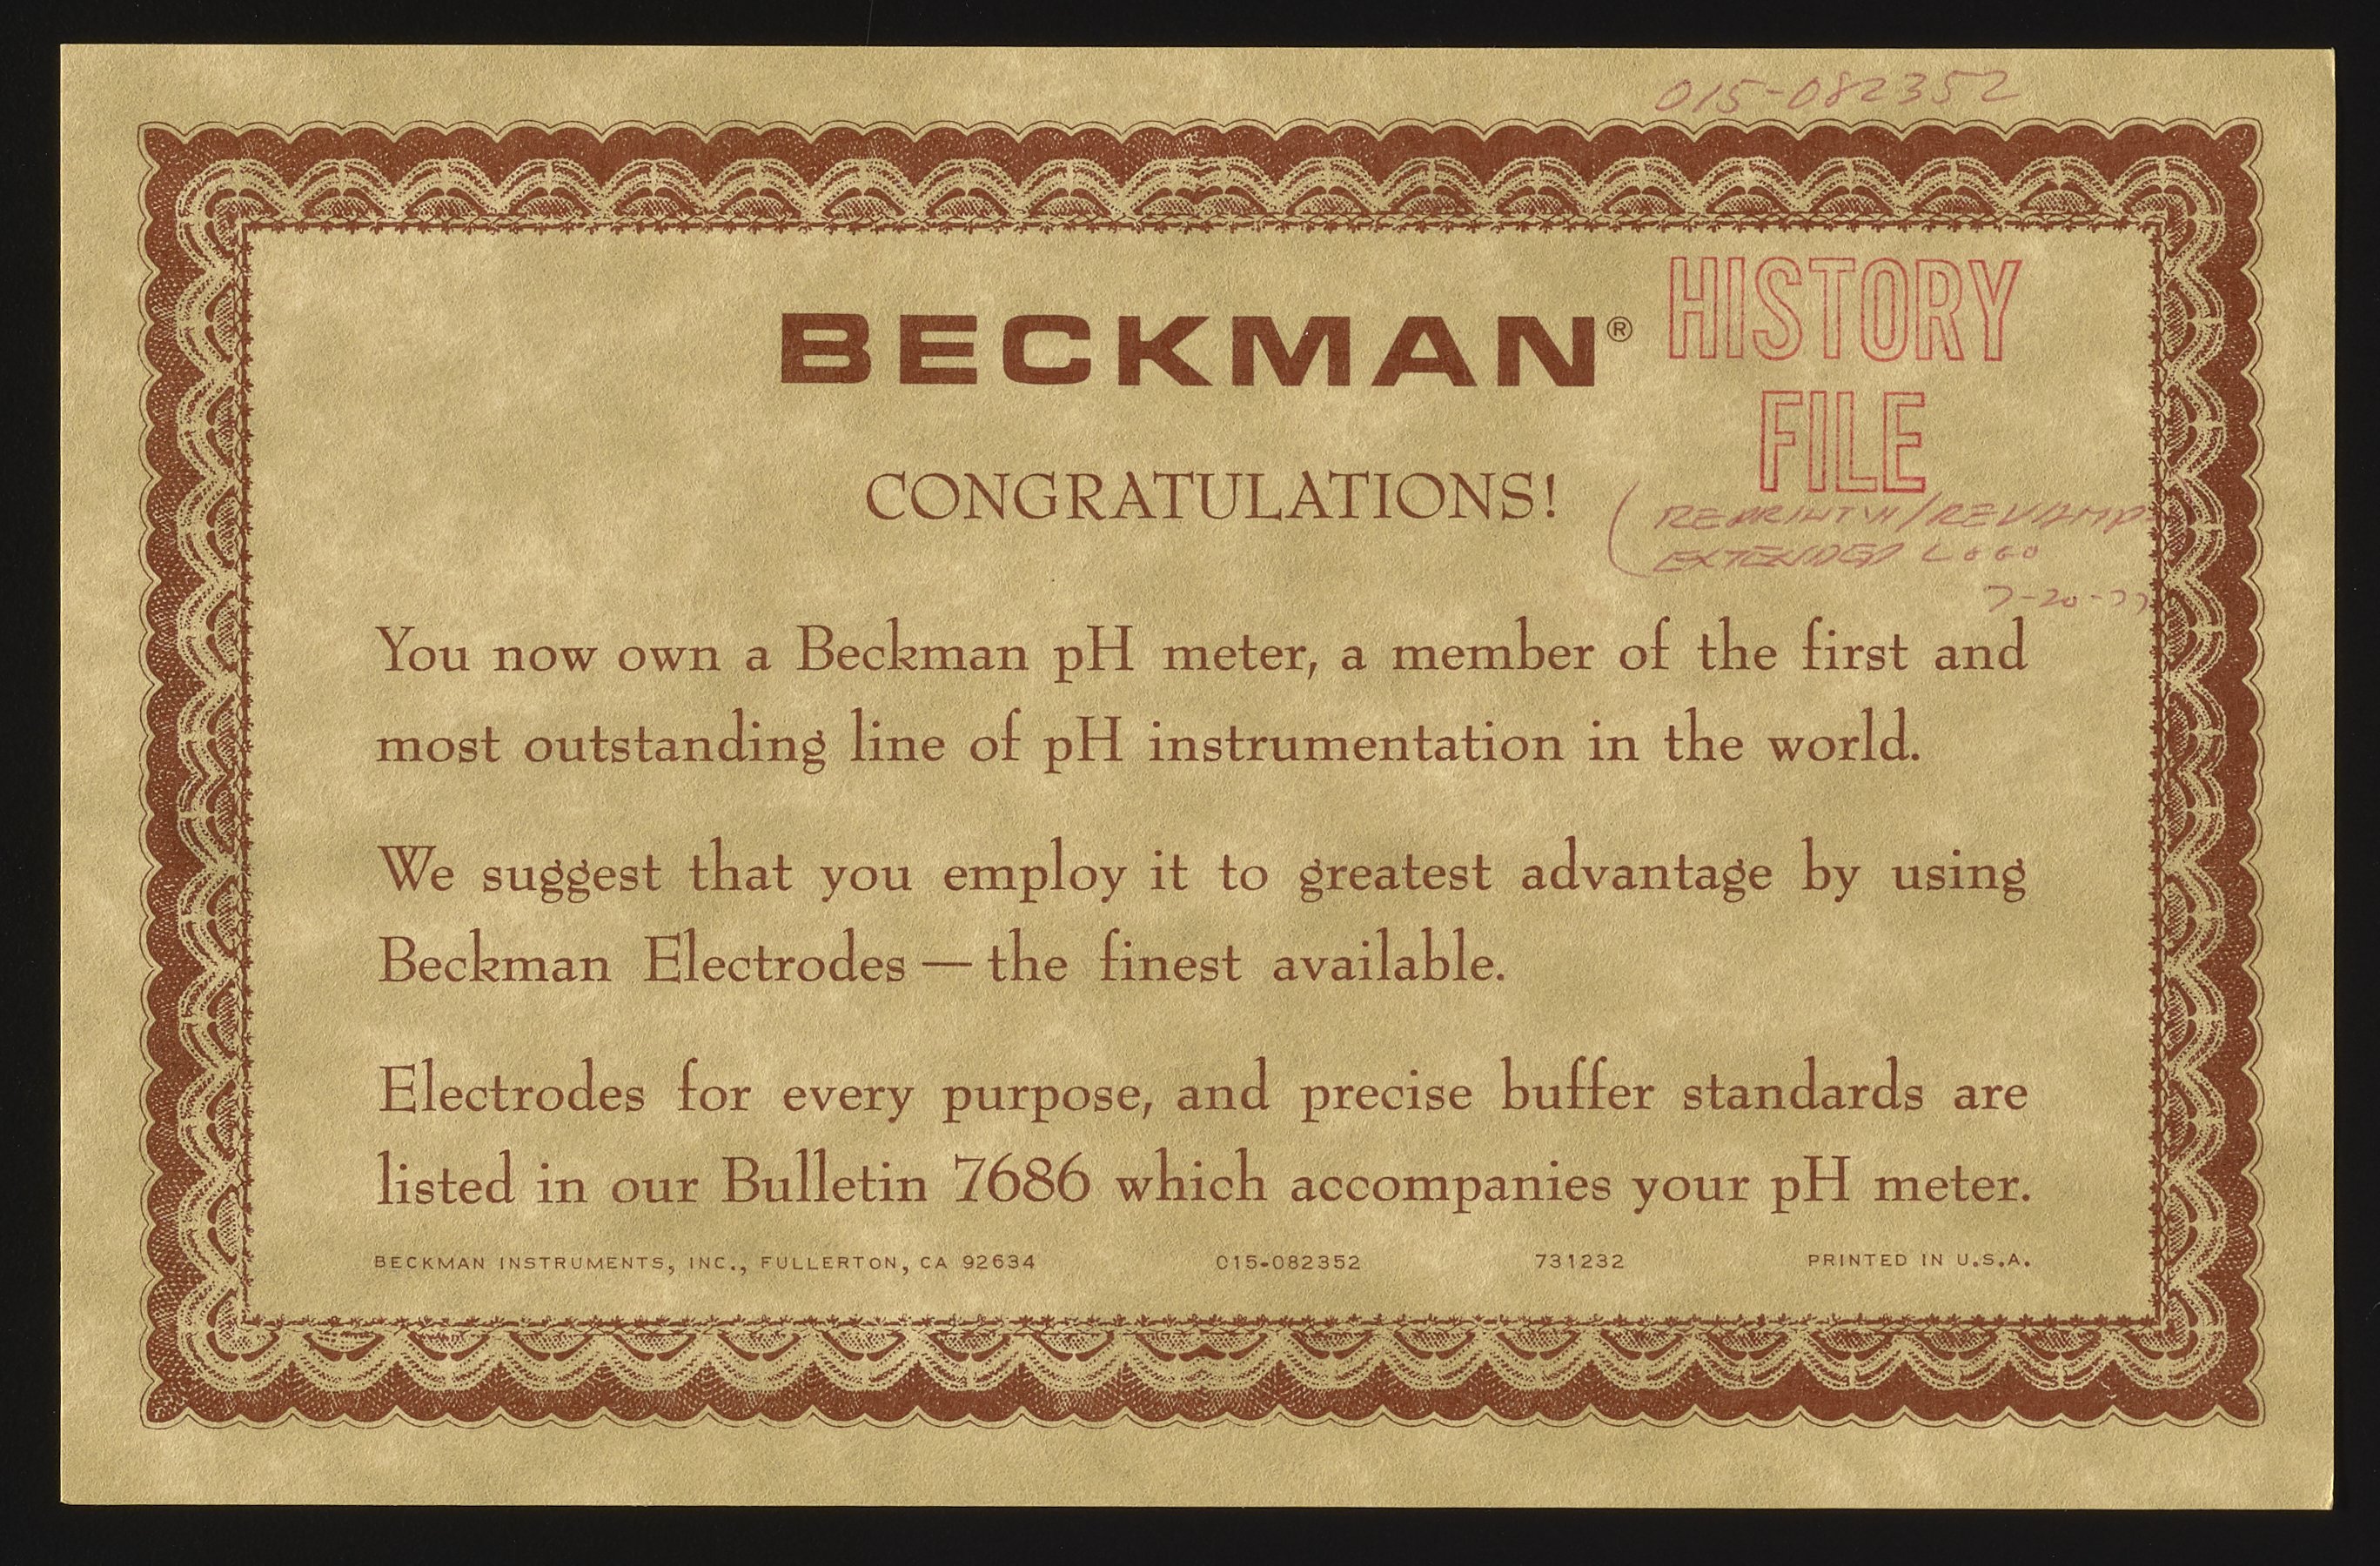 015-082352
BECKMAN®
HISTORY
FILE
CONGRATULATIONS!
/REVAMP
EXTENDED LOGO
7-20-77
You now own a Beckman pH meter, a member of the first and
most outstanding line of pH instrumentation in the world.
We suggest that you employ it to greatest advantage by using
Beckman Electrodes — the finest available.
Electrodes for every purpose, and precise buffer standards are
listed in our Bulletin 7686 which accompanies your pH meter.
BECKMAN INSTRUMENTS, INC., FULLERTON, CA 92634 015-082352 731232 PRINTED IN U.S.A.